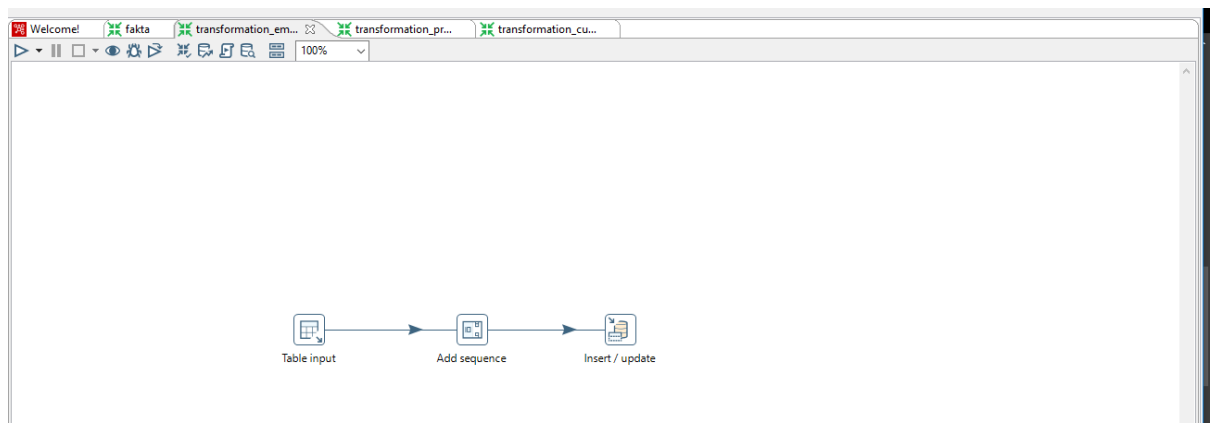 Welcome! fakta transformation_em... transformation_pr... transformation_cu...
100%
Table input Add sequence Insert / update